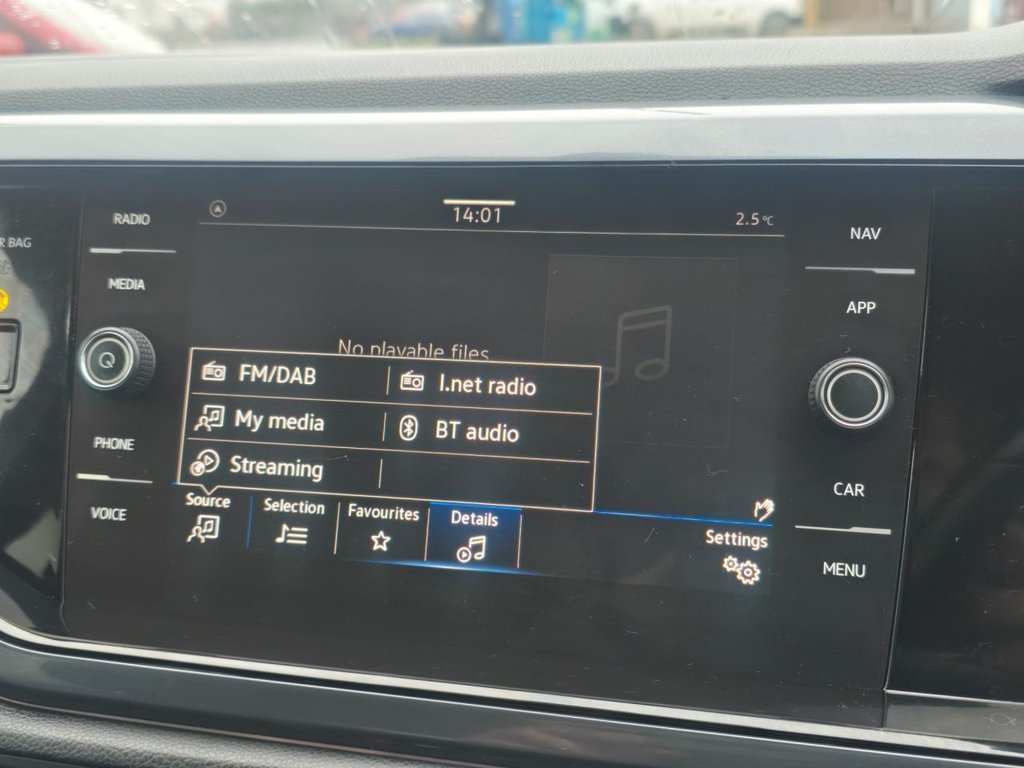 RADIO
R BAG
MEDIA
PHONE
VOICE
14:01
2.5°C
No playable files
FM/DAB
I.net radio
My media
BT audio
Streaming
Source
Selection
Favourites
Details
Settings
NAV
APP
CAR
MENU